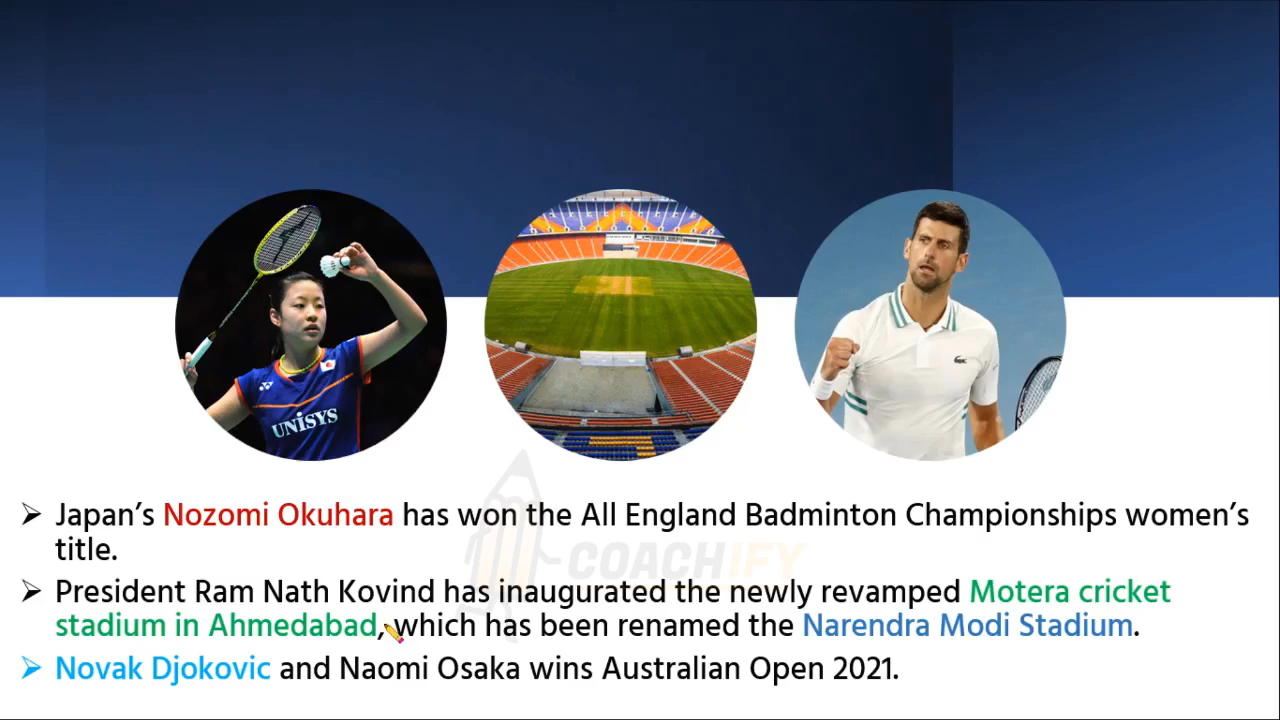 UNISYS
➢ Japan’s Nozomi Okuhara has won the All England Badminton Championships women’s
title.
➢ President Ram Nath Kovind has inaugurated the newly revamped Motera cricket
stadium in Ahmedabad, which has been renamed the Narendra Modi Stadium.
➢ Novak Djokovic and Naomi Osaka wins Australian Open 2021.
COACHIFY